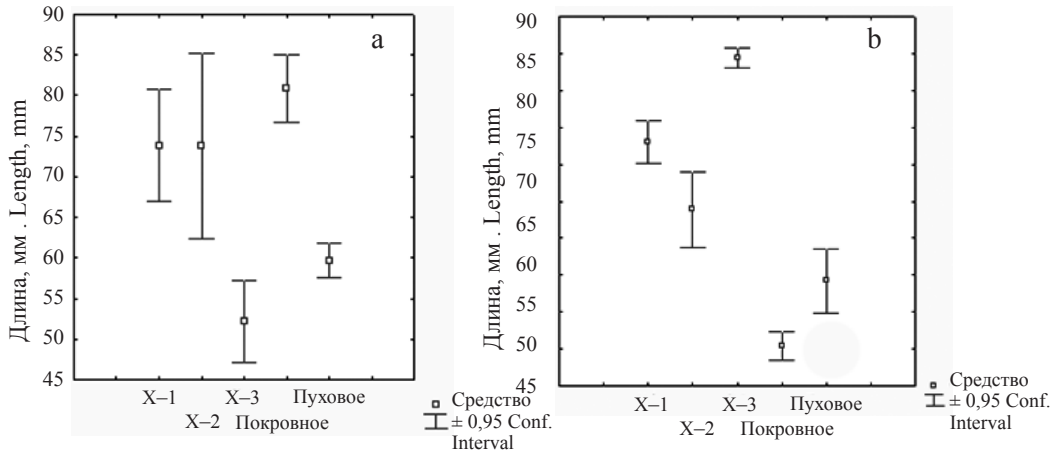 a
90
85
80
75
70
65
60
55
50
45
Длина, мм . Length, mm
X–1
X–3
Пуховое
X–2
Покровное
Средство
± 0,95 Conf.
Interval
b
90
85
80
90
75
70
65
60
55
50
45
Длина, мм . Length, mm
X–1
X–3
Пуховое
X–2
Покровное
Средство
± 0,95 Conf.
Interval